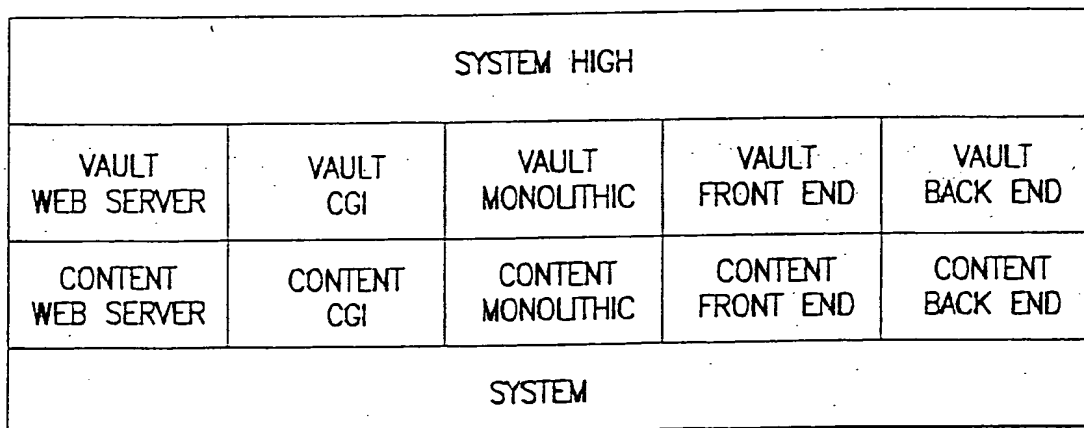 SYSTEM HIGH
VAULT
WEB SERVER
VAULT
CGI
VAULT
MONOLITHIC
VAULT
FRONT END
VAULT
BACK END
CONTENT
WEB SERVER
CONTENT
CGI
CONTENT
MONOLITHIC
CONTENT
FRONT END
CONTENT
BACK END
SYSTEM